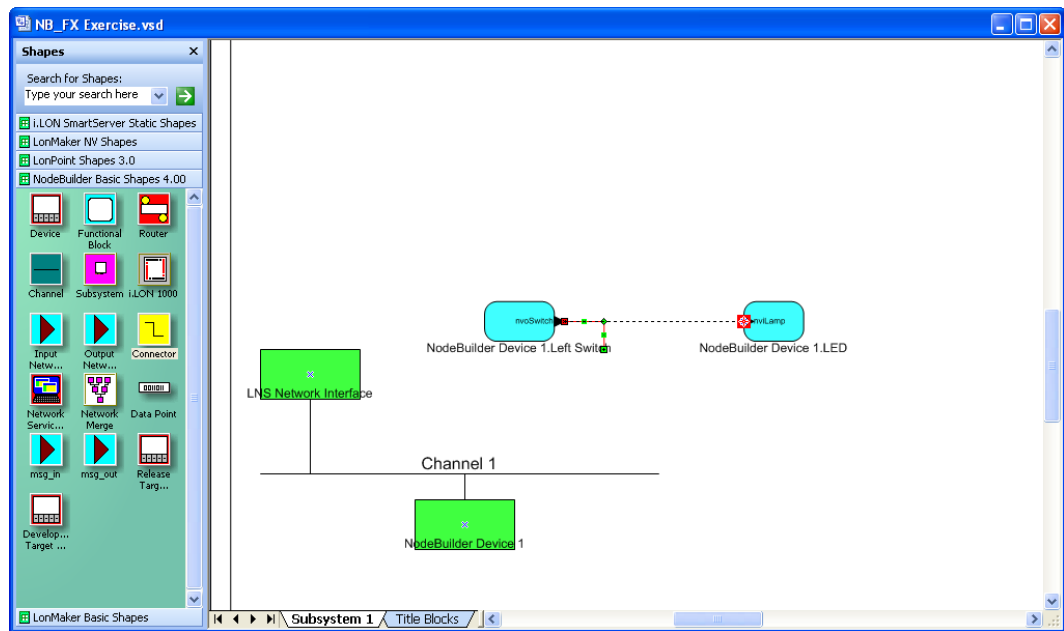 NB_FX Exercise.vsd
Shapes
Search for Shapes:
Type your search here
i.LON SmartServer Static Shapes
LonMaker NV Shapes
LonPoint Shapes 3.0
NodeBuilder Basic Shapes 4.00
Device
Functional
Block
Router
Channel
Subsystem
i.LON 1000
Input
Netw...
Output
Netw...
Connector
Network
Servic...
Network
Merge
Data Point
msg_in
msg_out
Release
Targ...
Develop...
Target ...
LonMaker Basic Shapes
nvoSwitch
nviLamp
NodeBuilder Device 1.Left Switch
NodeBuilder Device 1.LED
LNS Network Interface
Channel 1
NodeBuilder Device 1
Subsystem 1
Title Blocks